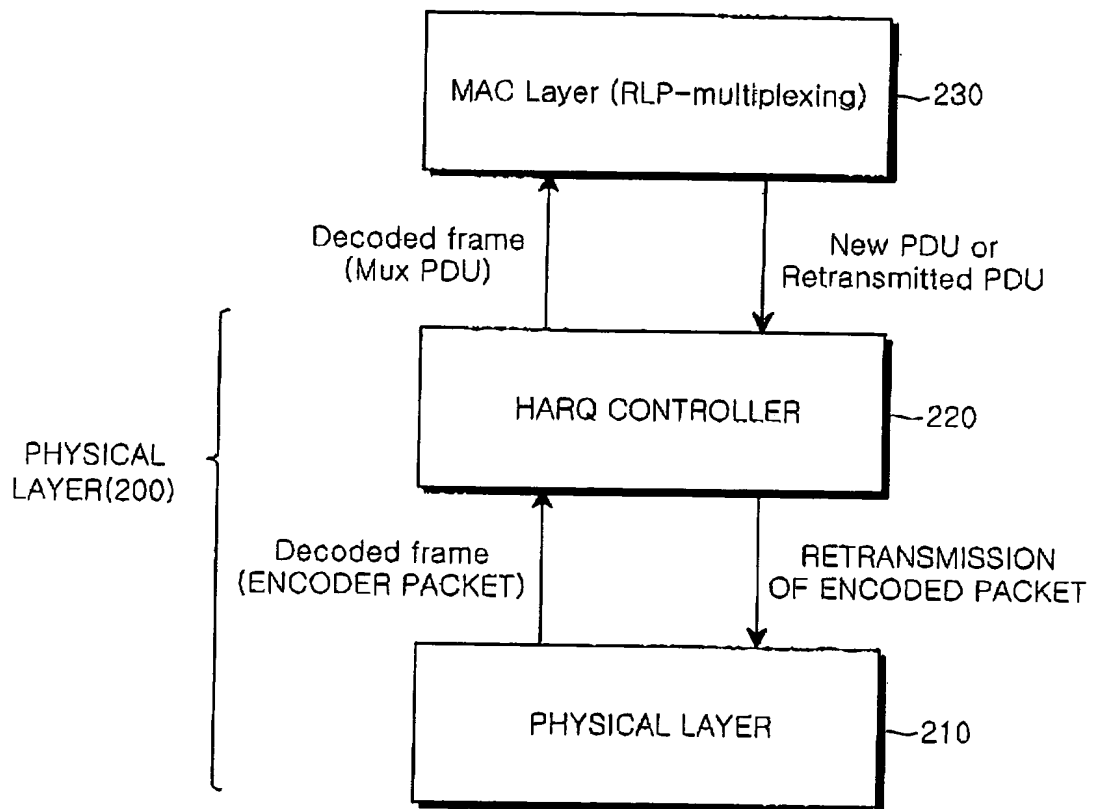 MAC Layer (RLP-multiplexing)
230
Decoded frame
(Mux PDU)
New PDU or
Retransmitted PDU
HARQ CONTROLLER
220
PHYSICAL
LAYER(200)
Decoded frame
(ENCODER PACKET)
RETRANSMISSION
OF ENCODED PACKET
PHYSICAL LAYER
210